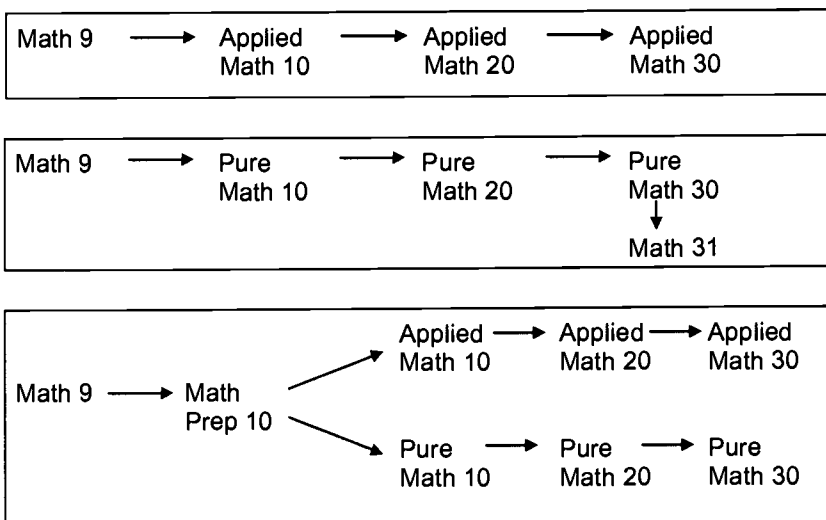 Math 9 Applied Applied Applied
Math 10 Math 20 Math 30
Math 9 Pure Pure Pure
Math 10 Math 20 Math 30
Math 31
Applied Applied Applied
Math 10 Math 20 Math 30
Math 9 Math
Prep 10
Pure Pure Pure
Math 10 Math 20 Math 30